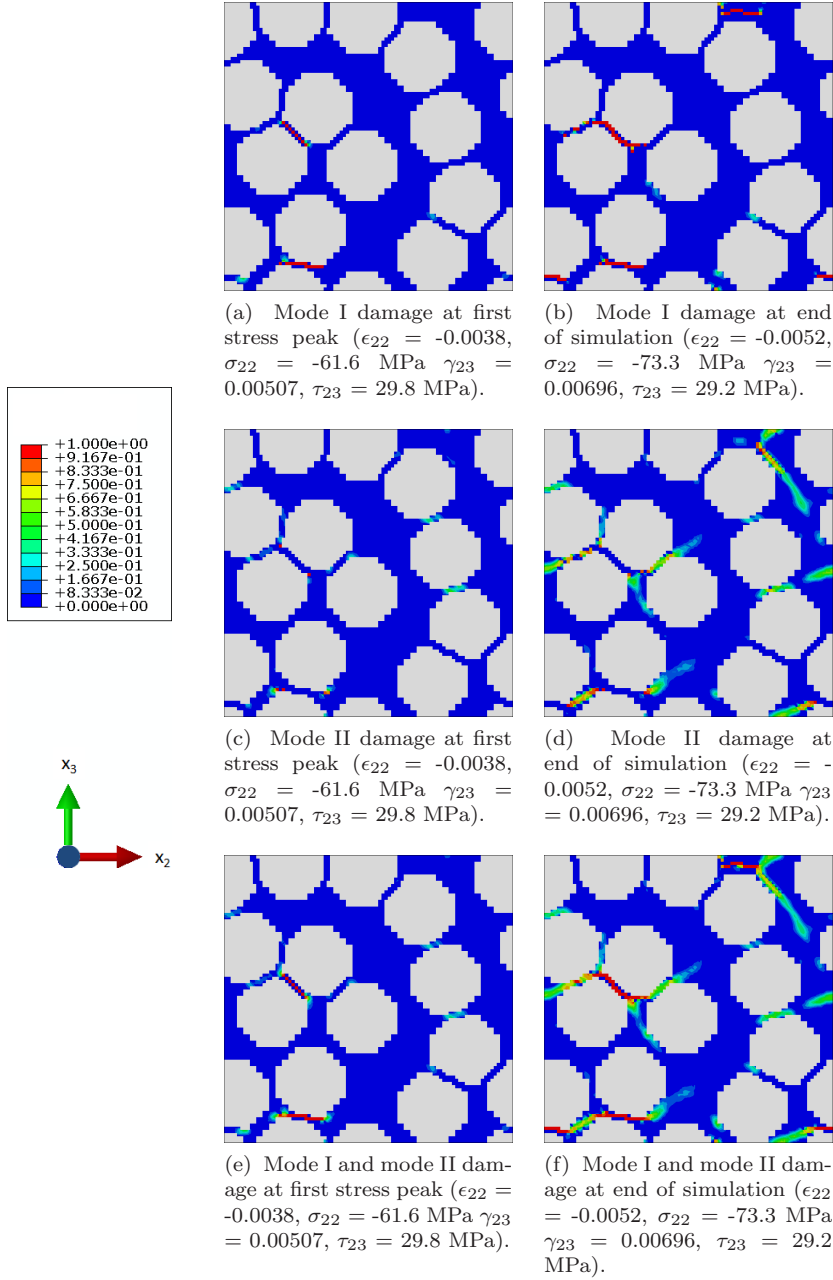 (a) Mode I damage at first
stress peak (ϵ22 = -0.0038,
σ22 = -61.6 MPa γ23 =
0.00507, τ23 = 29.8 MPa).
(b) Mode I damage at end
of simulation (ϵ22 = -0.0052,
σ22 = -73.3 MPa γ23 =
0.00696, τ23 = 29.2 MPa).
+1.000e+00
+9.167e-01
+8.333e-01
+7.500e-01
+6.667e-01
+5.833e-01
+5.000e-01
+4.167e-01
+3.333e-01
+2.500e-01
+1.667e-01
+8.333e-02
+0.000e+00
(c) Mode II damage at first
stress peak (ϵ22 = -0.0038,
σ22 = -61.6 MPa γ23 =
0.00507, τ23 = 29.8 MPa).
(d) Mode II damage at
end of simulation (ϵ22 = -
0.0052, σ22 = -73.3 MPa γ23
= 0.00696, τ23 = 29.2 MPa).
x3
x2
(e) Mode I and mode II dam-
age at first stress peak (ϵ22 =
-0.0038, σ22 = -61.6 MPa γ23
= 0.00507, τ23 = 29.8 MPa).
(f) Mode I and mode II dam-
age at end of simulation (ϵ22
= -0.0052, σ22 = -73.3 MPa
γ23 = 0.00696, τ23 = 29.2
MPa).